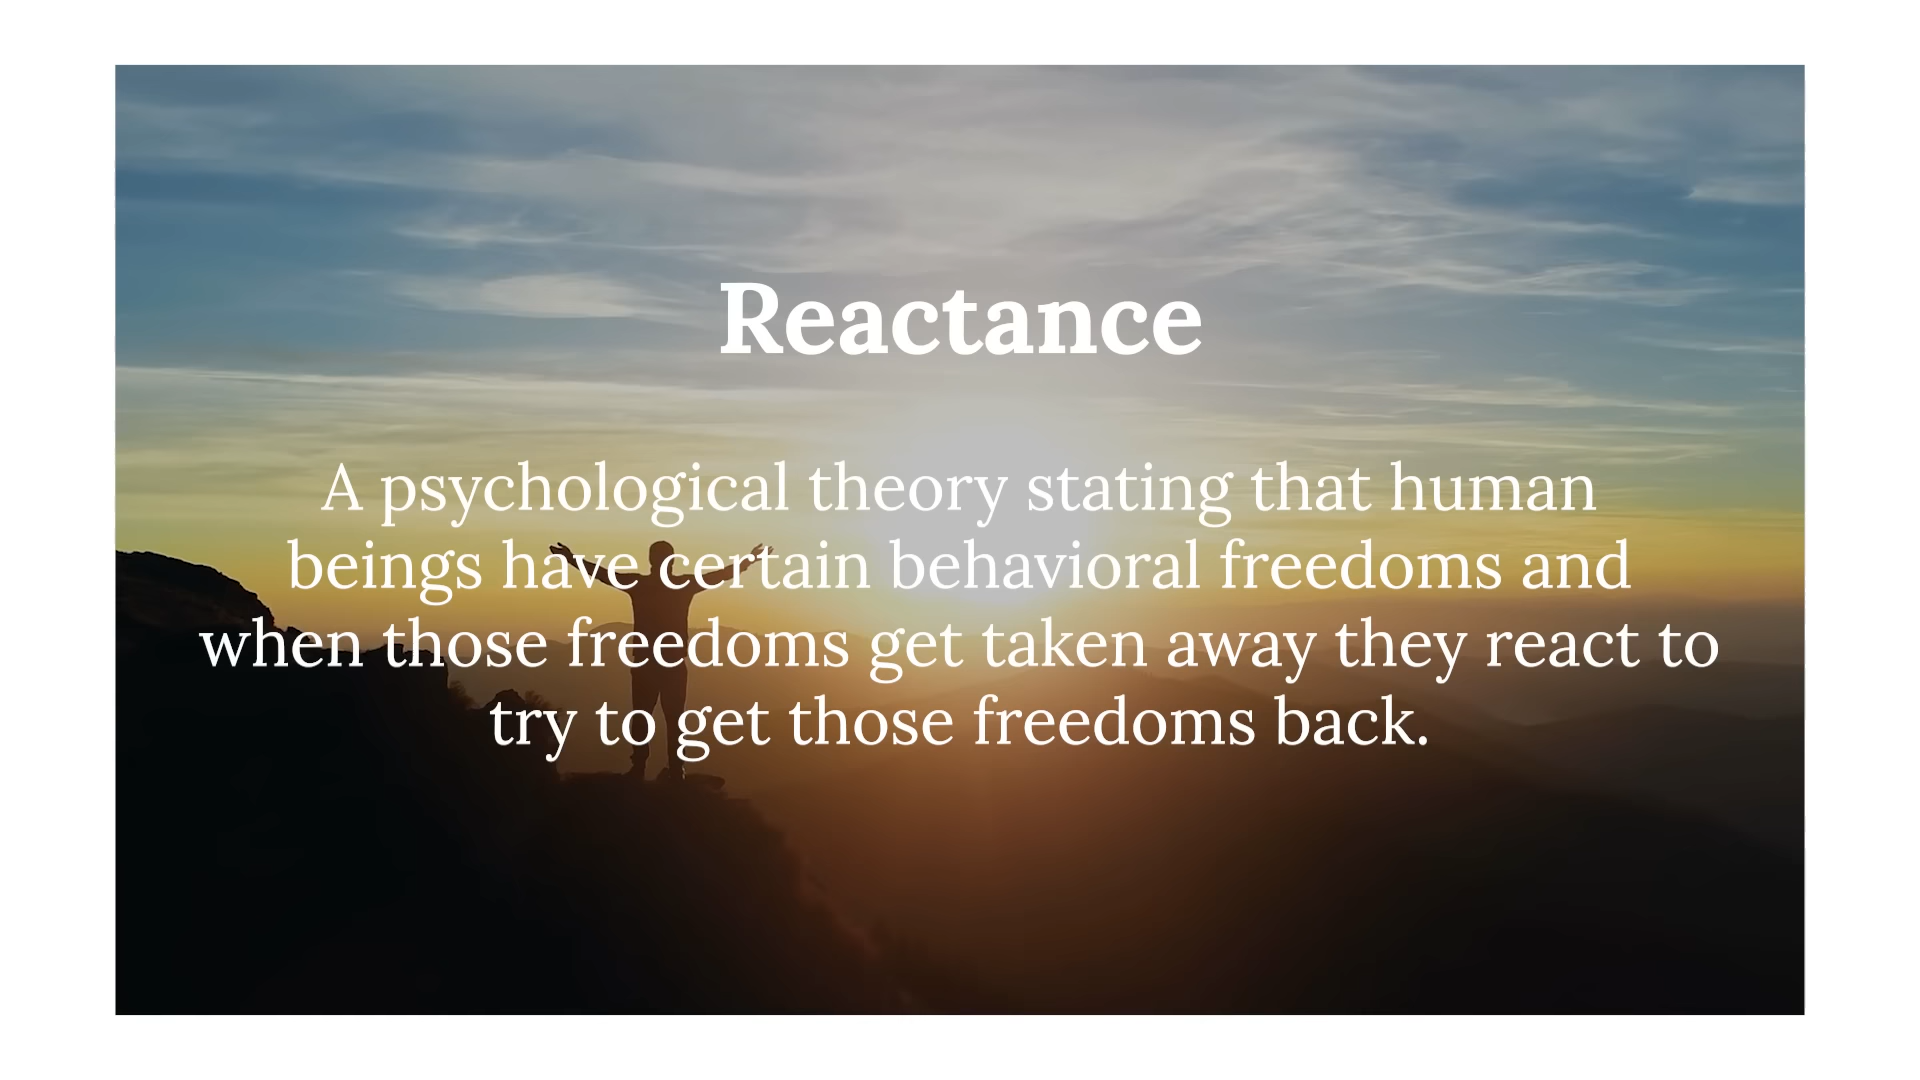 Reactance
A psychological theory stating that human
beings have certain behavioral freedoms and
when those freedoms get taken away they react to
try to get those freedoms back.